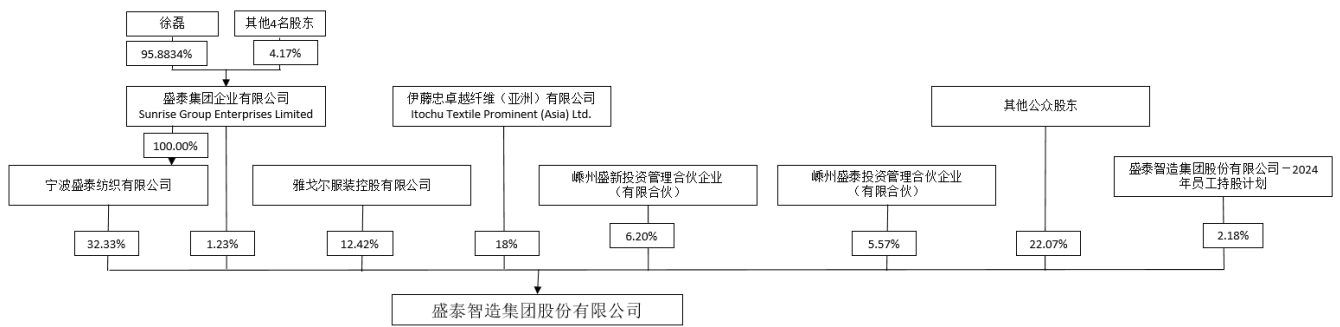 徐磊
其他4名股东
95.8834%
4.17%
盛泰集团企业有限公司
Sunrise Group Enterprises Limited
伊藤忠卓越纤维（亚洲）有限公司
Itochu Textile Prominent (Asia) Ltd.
其他公众股东
100.00%
宁波盛泰纺织有限公司
雅戈尔服装控股有限公司
嵊州盛新投资管理合伙企业
（有限合伙）
嵊州盛泰投资管理合伙企业
（有限合伙）
盛泰智造集团股份有限公司－2024
年员工持股计划
32.33%
1.23%
12.42%
18%
6.20%
5.57%
22.07%
2.18%
盛泰智造集团股份有限公司